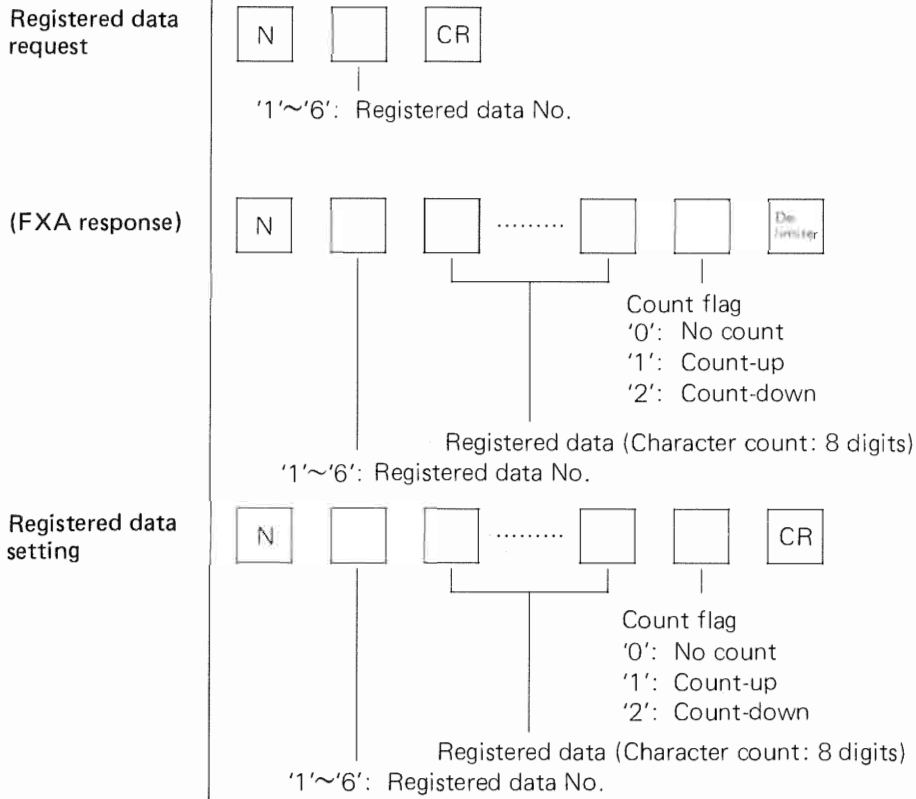 Registered data
request
N CR
'1'~'6': Registered data No.
(FXA response)
N ......... De
limiter
Count flag
'0': No count
'1': Count-up
'2': Count-down
Registered data (Character count: 8 digits)
'1'~'6': Registered data No.
Registered data
setting
N ......... CR
Count flag
'0': No count
'1': Count-up
'2': Count-down
Registered data (Character count: 8 digits)
'1'~'6': Registered data No.